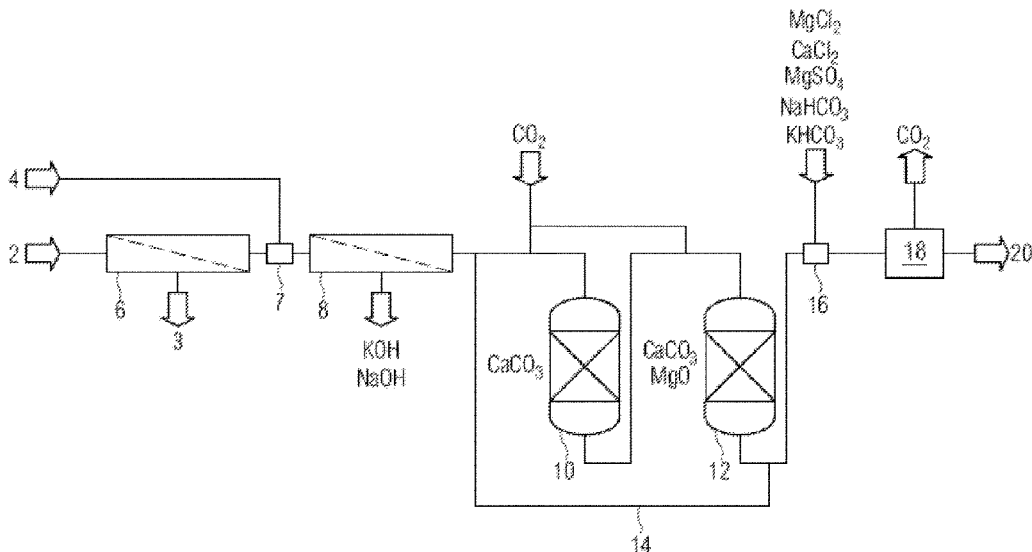 MgCl₂
CaCl₂
MgSO₄
NaHCO₃
KHCO₃
CO₂
CO₂
4
2
18
20
6
3
7
8
16
KOH
NaOH
CaCO₃
CaCO₃
MgO
10
12
14